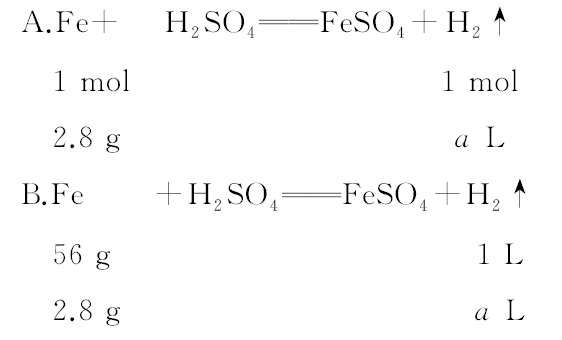 A.Fe+ H₂SO₄══FeSO₄+H₂↑
1 mol 1 mol
2.8 g a L
B.Fe +H₂SO₄══FeSO₄+H₂↑
56 g 1 L
2.8 g a L